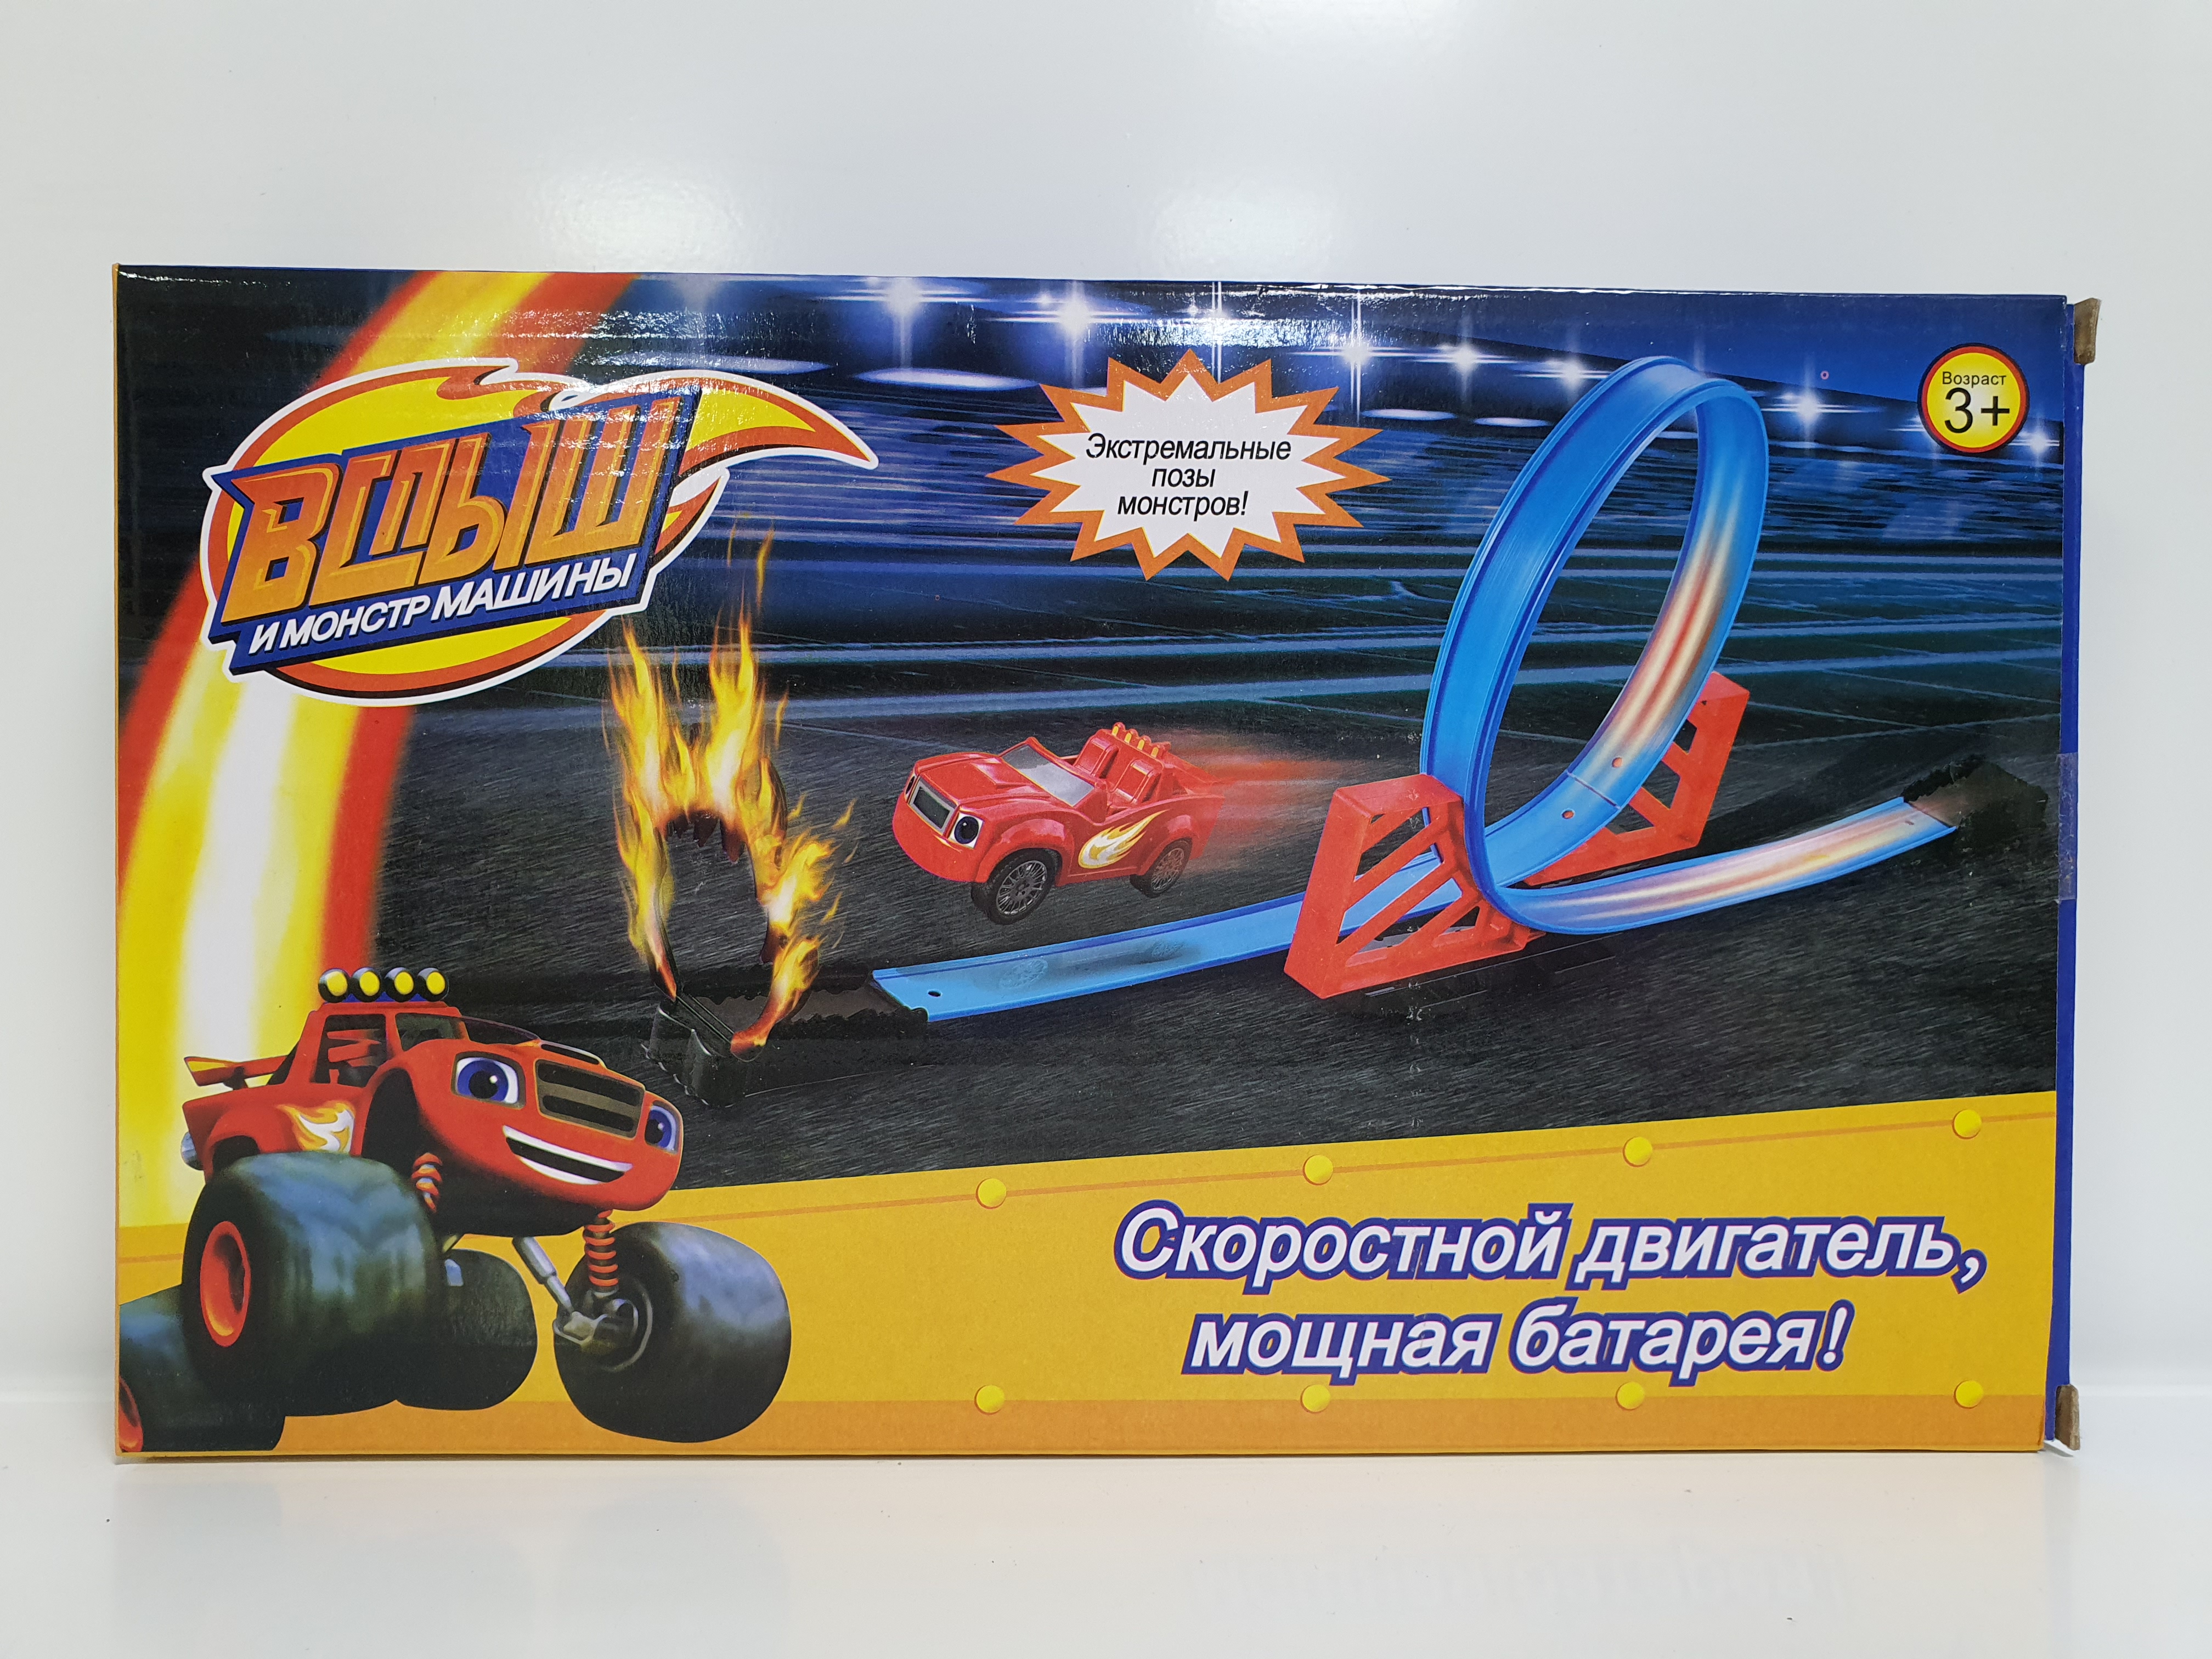 ВСПЫШ
И МОНСТР МАШИНЫ
Экстремальные
позы
монстров!
Возраст
3+
Скоростной двигатель,
мощная батарея!